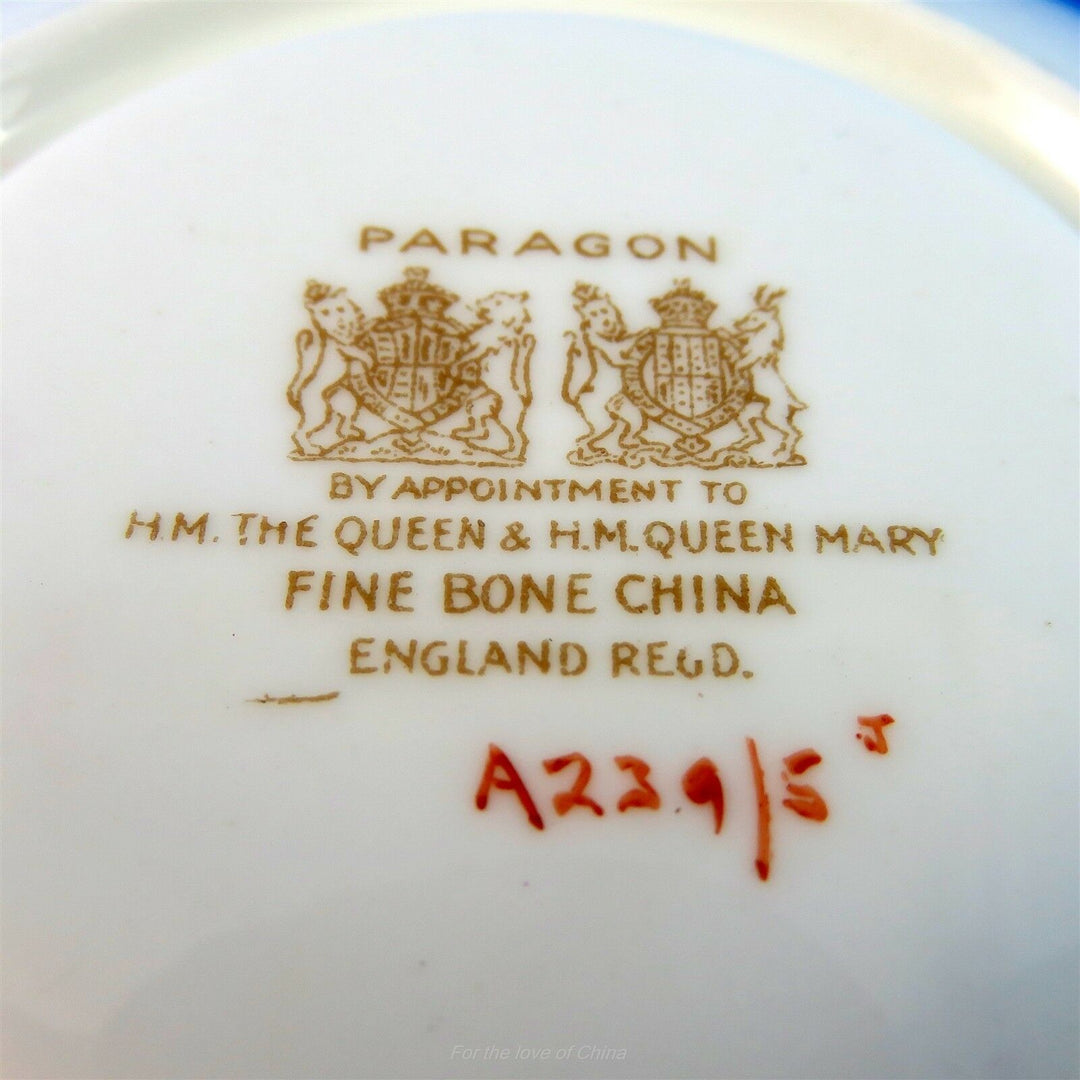 PARAGON
BY APPOINTMENT TO
H.M. THE QUEEN & H.M. QUEEN MARY
FINE BONE CHINA
ENGLAND REGD.
A239/5 J
For the love of China